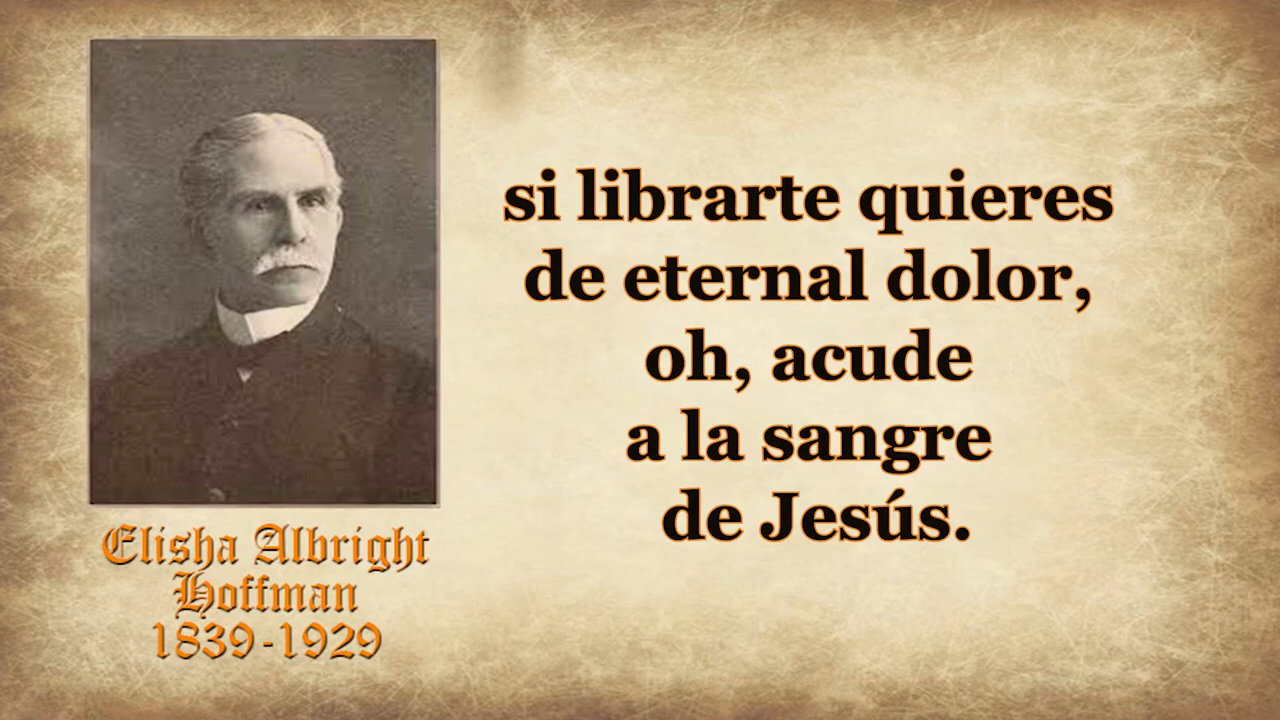 si librarte quieres
de eternal dolor,
oh, acude
a la sangre
de Jesús.
Elisha Albright
Hoffman
1839-1929